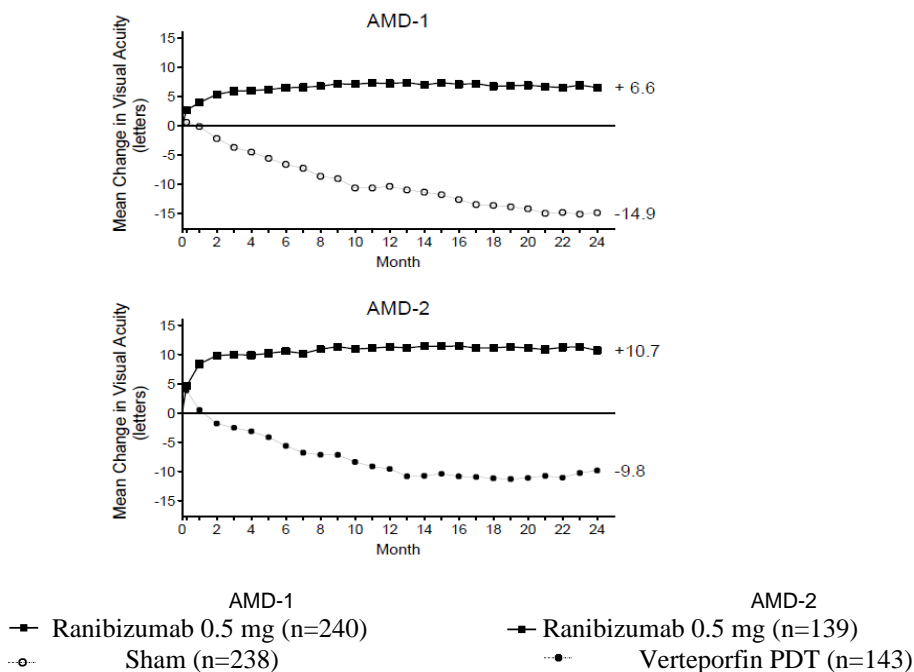 AMD-1
Mean Change in Visual Acuity
(letters)
15
10
5
0
-5
-10
-15
+ 6.6
-14.9
0 2 4 6 8 10 12 14 16 18 20 22 24
Month
AMD-2
Mean Change in Visual Acuity
(letters)
15
10
5
0
-5
-10
-15
+10.7
-9.8
0 2 4 6 8 10 12 14 16 18 20 22 24
Month
AMD-1
Ranibizumab 0.5 mg (n=240)
Sham (n=238)
AMD-2
Ranibizumab 0.5 mg (n=139)
Verteporfin PDT (n=143)